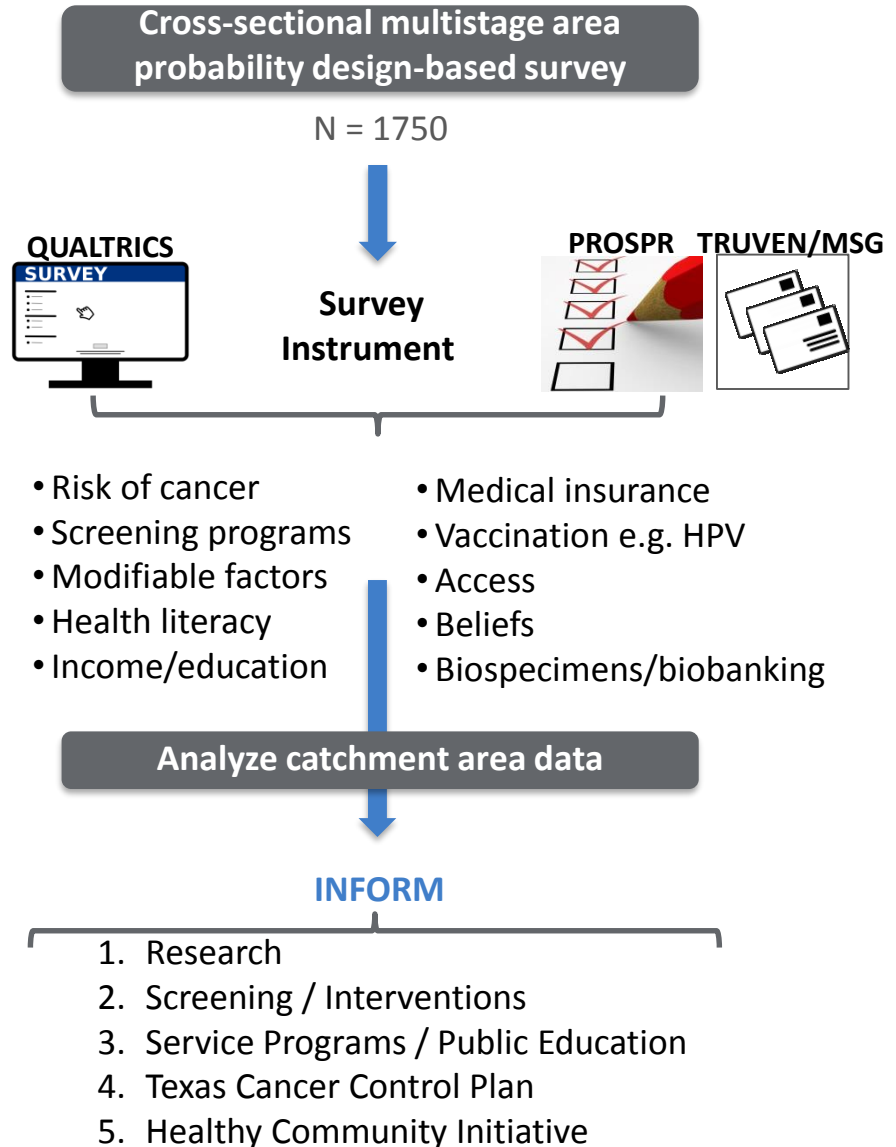 Cross-sectional multistage area
probability design-based survey
N = 1750
QUALTRICS
SURVEY
Survey
Instrument
PROSPR
TRUVEN/MSG
• Risk of cancer
• Screening programs
• Modifiable factors
• Health literacy
• Income/education
• Medical insurance
• Vaccination e.g. HPV
• Access
• Beliefs
• Biospecimens/biobanking
Analyze catchment area data
INFORM
1. Research
2. Screening / Interventions
3. Service Programs / Public Education
4. Texas Cancer Control Plan
5. Healthy Community Initiative